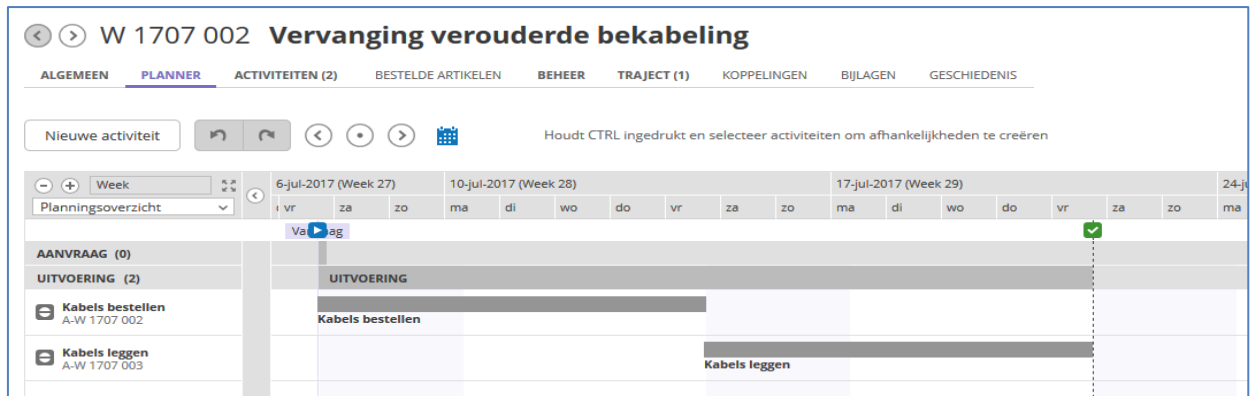 W 1707 002 Vervanging verouderde bekabeling
ALGEMEEN PLANNER ACTIVITEITEN (2) BESTELDE ARTIKELEN BEHEER TRAJECT (1) KOPPELINGEN BIJLAGEN GESCHIEDENIS
Nieuwe activiteit Houdt CTRL ingedrukt en selecteer activiteiten om afhankelijkheden te creëren
Week 6-jul-2017 (Week 27) 10-jul-2017 (Week 28) 17-jul-2017 (Week 29) 24-ju
Planningsoverzicht vr za zo ma di wo do vr za zo ma di wo do vr za zo ma
AANVRAAG (0)
UITVOERING (2) UITVOERING
Kabels bestellen
A-W 1707 002
Kabels bestellen
Kabels leggen
A-W 1707 003
Kabels leggen